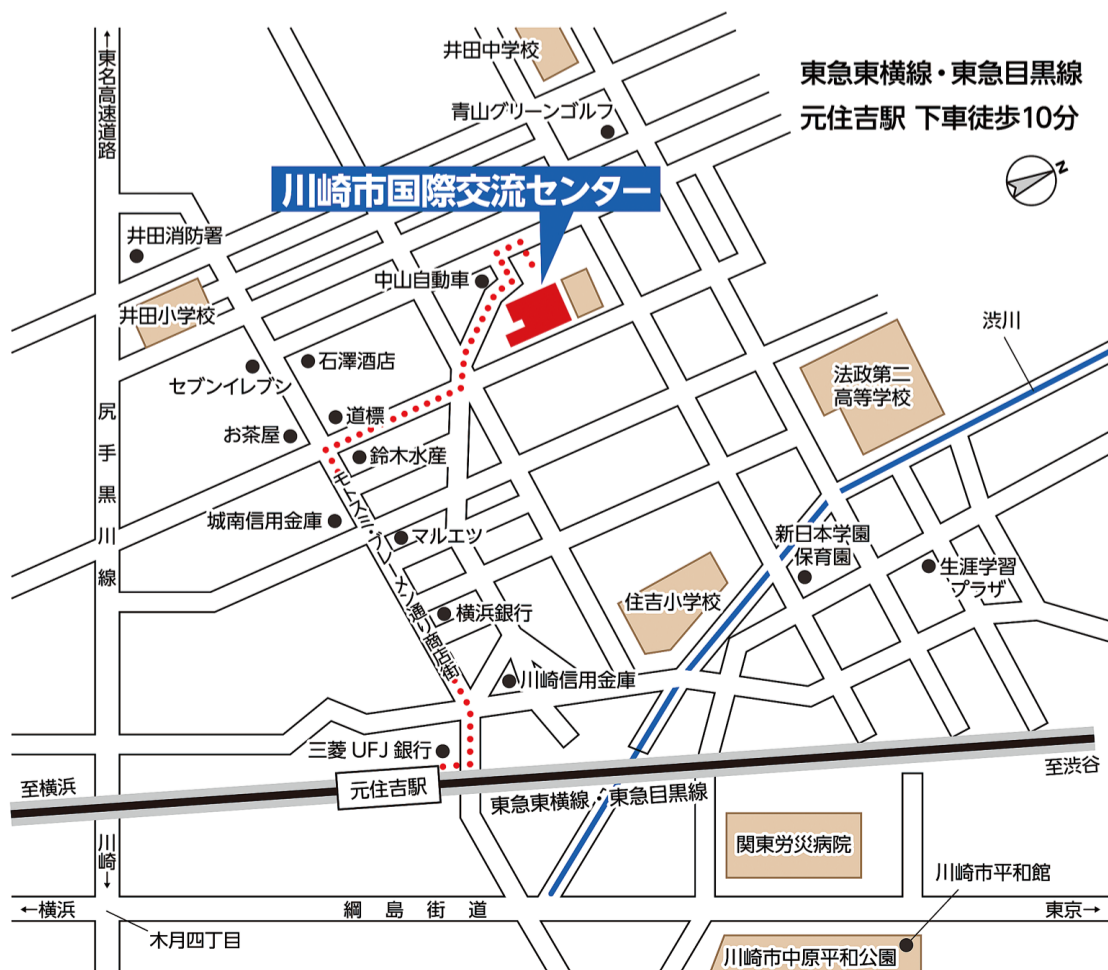 井田中学校
東急東横線・東急目黒線
元住吉駅 下車徒歩10分
↑東名高速道路
青山グリーンゴルフ
N
川崎市国際交流センター
井田消防署
中山自動車
井田小学校
渋川
石澤酒店
セブンイレブン
法政第二
高等学校
尻手黒川線
道標
お茶屋
鈴木水産
モトスミ・ブレーメン通り商店街
城南信用金庫
マルエツ
新日本学園
保育園
生涯学習
プラザ
住吉小学校
横浜銀行
川崎信用金庫
三菱 UFJ 銀行
至横浜
元住吉駅
東急東横線・東急目黒線
至渋谷
川崎↓
関東労災病院
川崎市平和館
←横浜
綱島街道
東京→
木月四丁目
川崎市中原平和公園